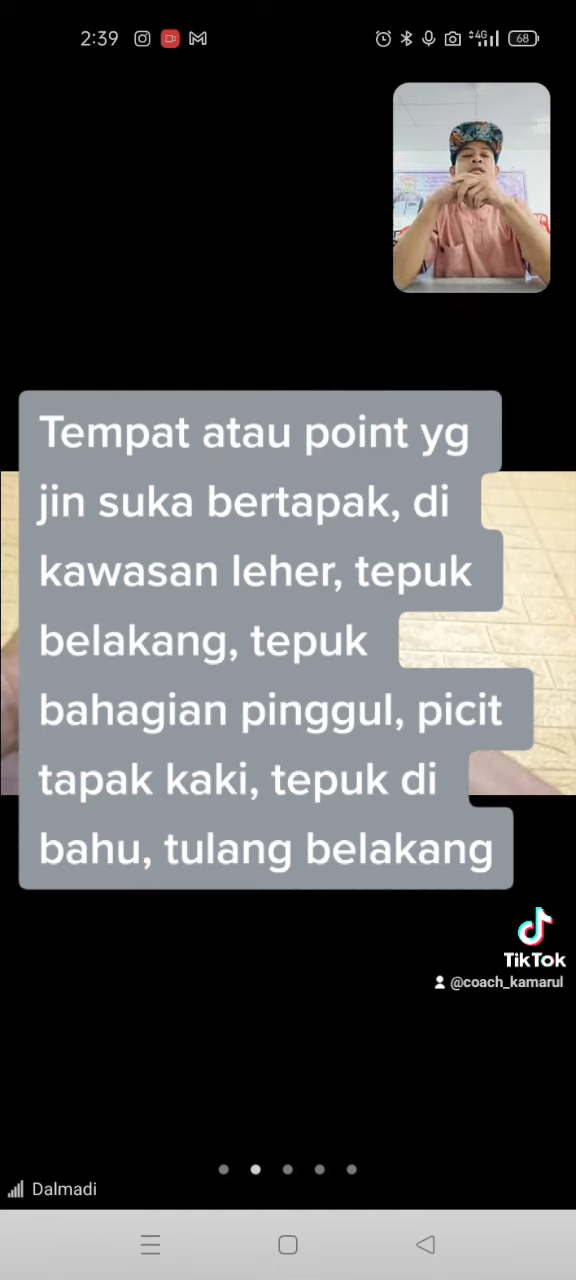 2:39
4G
68
Tempat atau point yg
jin suka bertapak, di
kawasan leher, tepuk
belakang, tepuk
bahagian pinggul, picit
tapak kaki, tepuk di
bahu, tulang belakang
TikTok
@coach_kamarul
Dalmadi